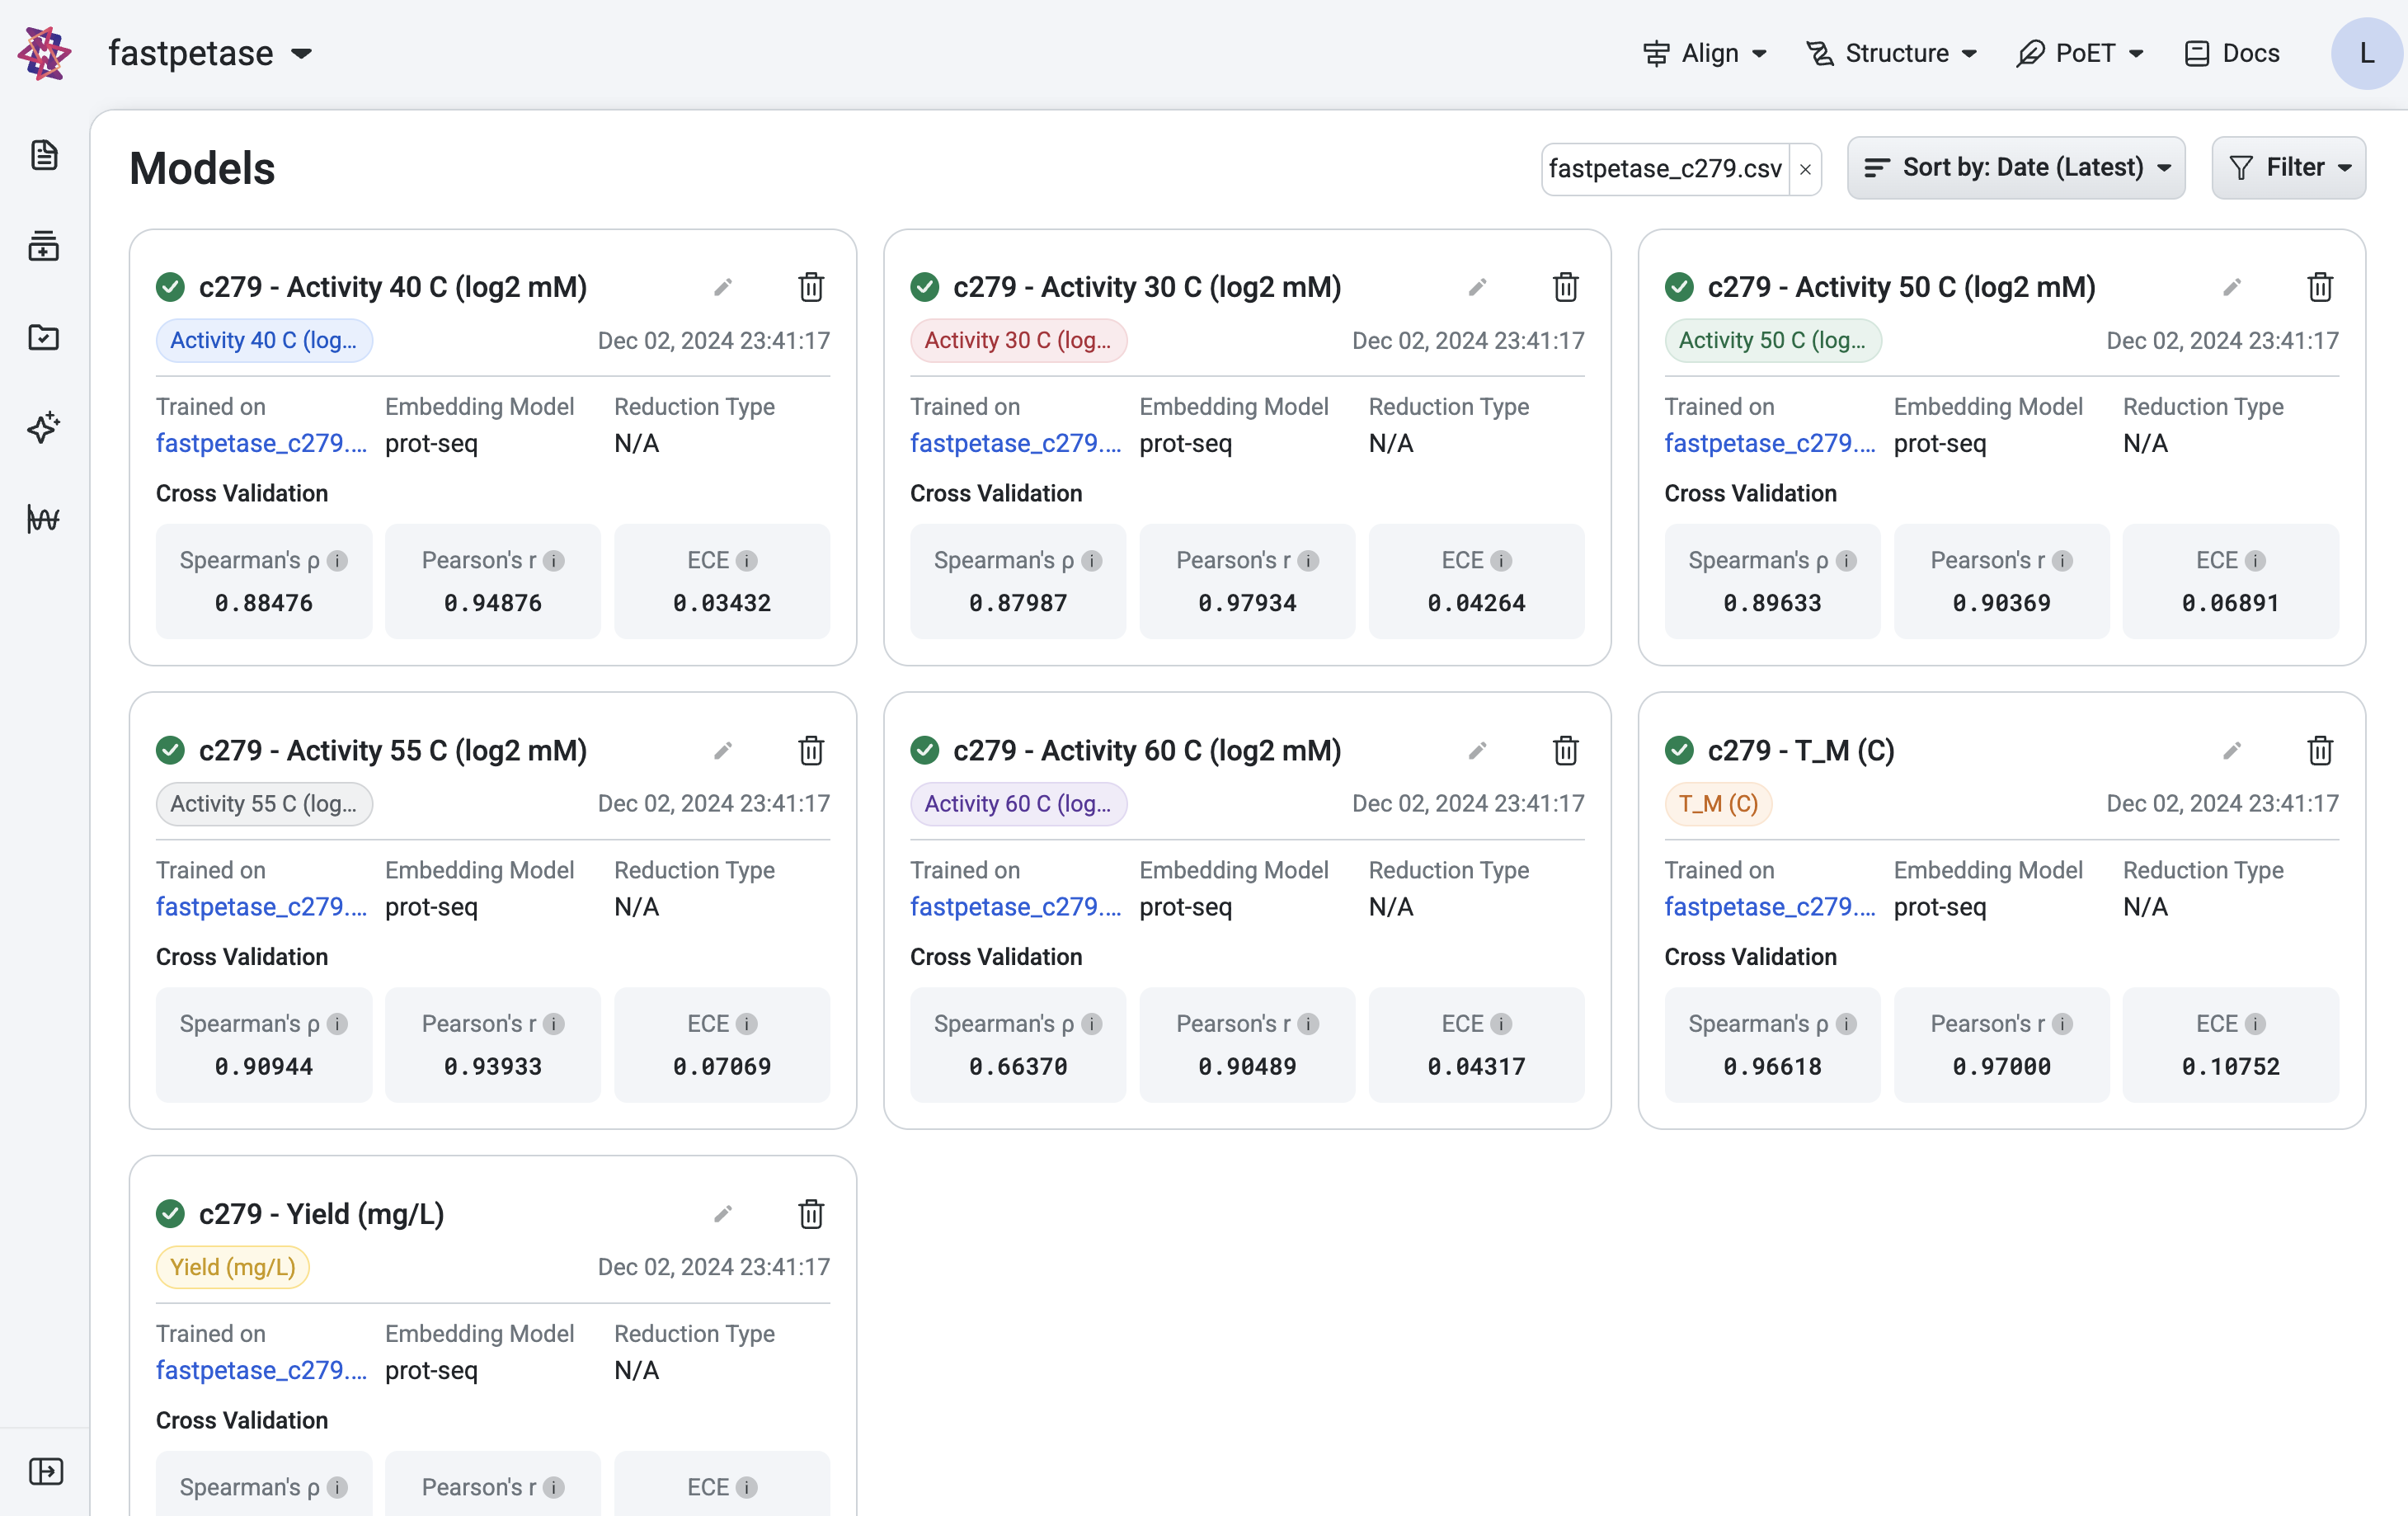 fastpetase
Align
Structure
PoET
Docs
L
Models
fastpetase_c279.csv ×
Sort by: Date (Latest)
Filter
c279 - Activity 40 C (log2 mM)
Activity 40 C (log...
Dec 02, 2024 23:41:17
Trained on Embedding Model Reduction Type
fastpetase_c279.... prot-seq N/A
Cross Validation
Spearman's ρ i Pearson's r i ECE i
0.88476 0.94876 0.03432
c279 - Activity 30 C (log2 mM)
Activity 30 C (log...
Dec 02, 2024 23:41:17
Trained on Embedding Model Reduction Type
fastpetase_c279.... prot-seq N/A
Cross Validation
Spearman's ρ i Pearson's r i ECE i
0.87987 0.97934 0.04264
c279 - Activity 50 C (log2 mM)
Activity 50 C (log...
Dec 02, 2024 23:41:17
Trained on Embedding Model Reduction Type
fastpetase_c279.... prot-seq N/A
Cross Validation
Spearman's ρ i Pearson's r i ECE i
0.89633 0.90369 0.06891
c279 - Activity 55 C (log2 mM)
Activity 55 C (log...
Dec 02, 2024 23:41:17
Trained on Embedding Model Reduction Type
fastpetase_c279.... prot-seq N/A
Cross Validation
Spearman's ρ i Pearson's r i ECE i
0.90944 0.93933 0.07069
c279 - Activity 60 C (log2 mM)
Activity 60 C (log...
Dec 02, 2024 23:41:17
Trained on Embedding Model Reduction Type
fastpetase_c279.... prot-seq N/A
Cross Validation
Spearman's ρ i Pearson's r i ECE i
0.66370 0.90489 0.04317
c279 - T_M (C)
T_M (C)
Dec 02, 2024 23:41:17
Trained on Embedding Model Reduction Type
fastpetase_c279.... prot-seq N/A
Cross Validation
Spearman's ρ i Pearson's r i ECE i
0.96618 0.97000 0.10752
c279 - Yield (mg/L)
Yield (mg/L)
Dec 02, 2024 23:41:17
Trained on Embedding Model Reduction Type
fastpetase_c279.... prot-seq N/A
Cross Validation
Spearman's ρ i Pearson's r i ECE i